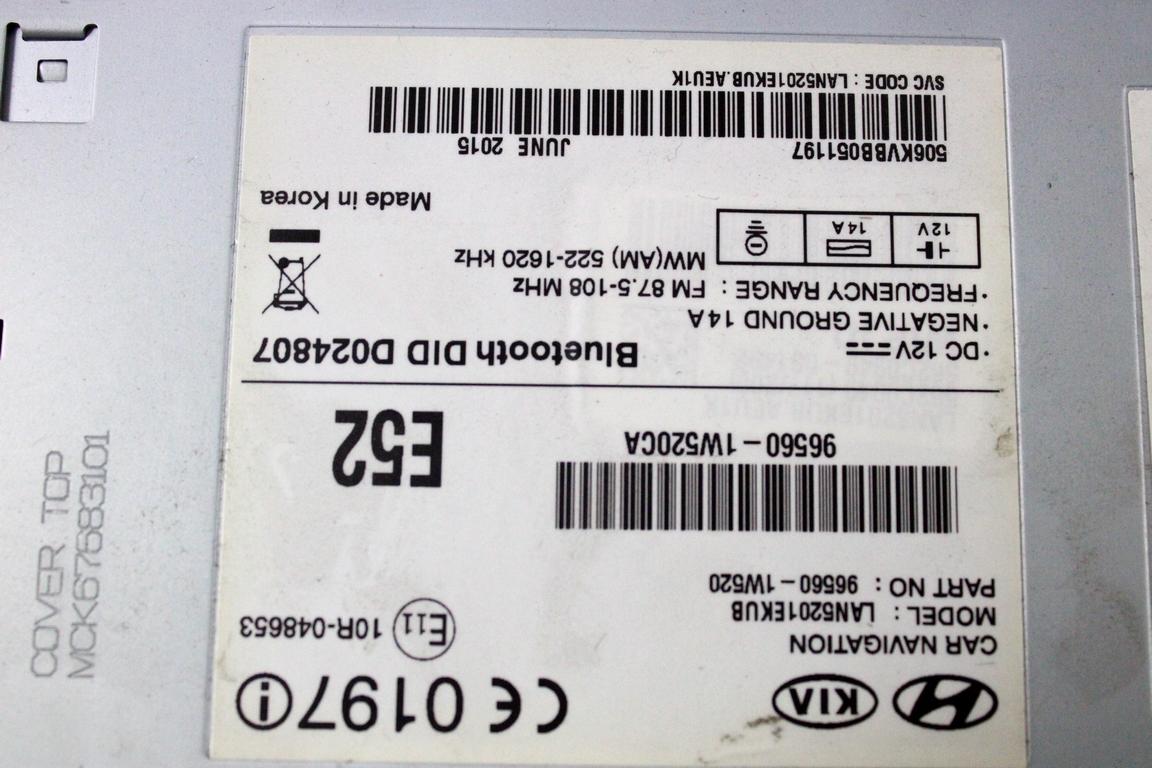 KIA CE 0197
CAR NAVIGATION
MODEL : LAN5201EKUB E11 10R-048653
PART NO : 96560-1W520
96560-1W520CA E52
• DC 12V Bluetooth DID D024807
• NEGATIVE GROUND 14A
• FREQUENCY RANGE : FM 87.5-108 MHz
MW(AM) 522-1620 kHz
12V 14A
Made in Korea
506KVBB051197 JUNE 2015
SVC CODE : LAN5201EKUB.AEU1K
COVER TOP
MCK67683101